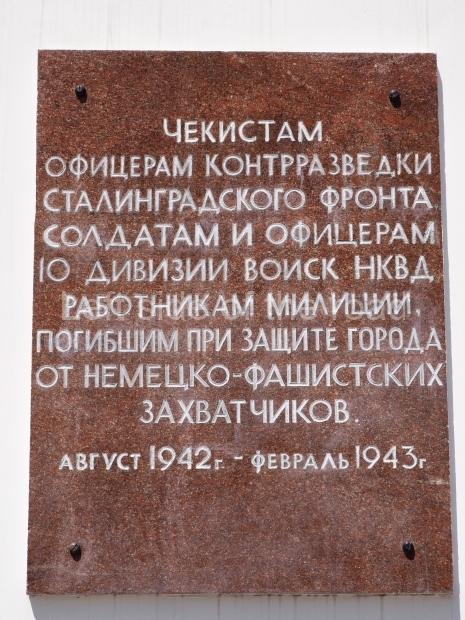 ЧЕКИСТАМ
ОФИЦЕРАМ КОНТРРАЗВЕДКИ
СТАЛИНГРАДСКОГО ФРОНТА
СОЛДАТАМ И ОФИЦЕРАМ
10 ДИВИЗИИ ВОЙСК НКВД
РАБОТНИКАМ МИЛИЦИИ,
ПОГИБШИМ ПРИ ЗАЩИТЕ ГОРОДА
ОТ НЕМЕЦКО-ФАШИСТСКИХ
ЗАХВАТЧИКОВ.
АВГУСТ 1942г. - ФЕВРАЛЬ 1943г